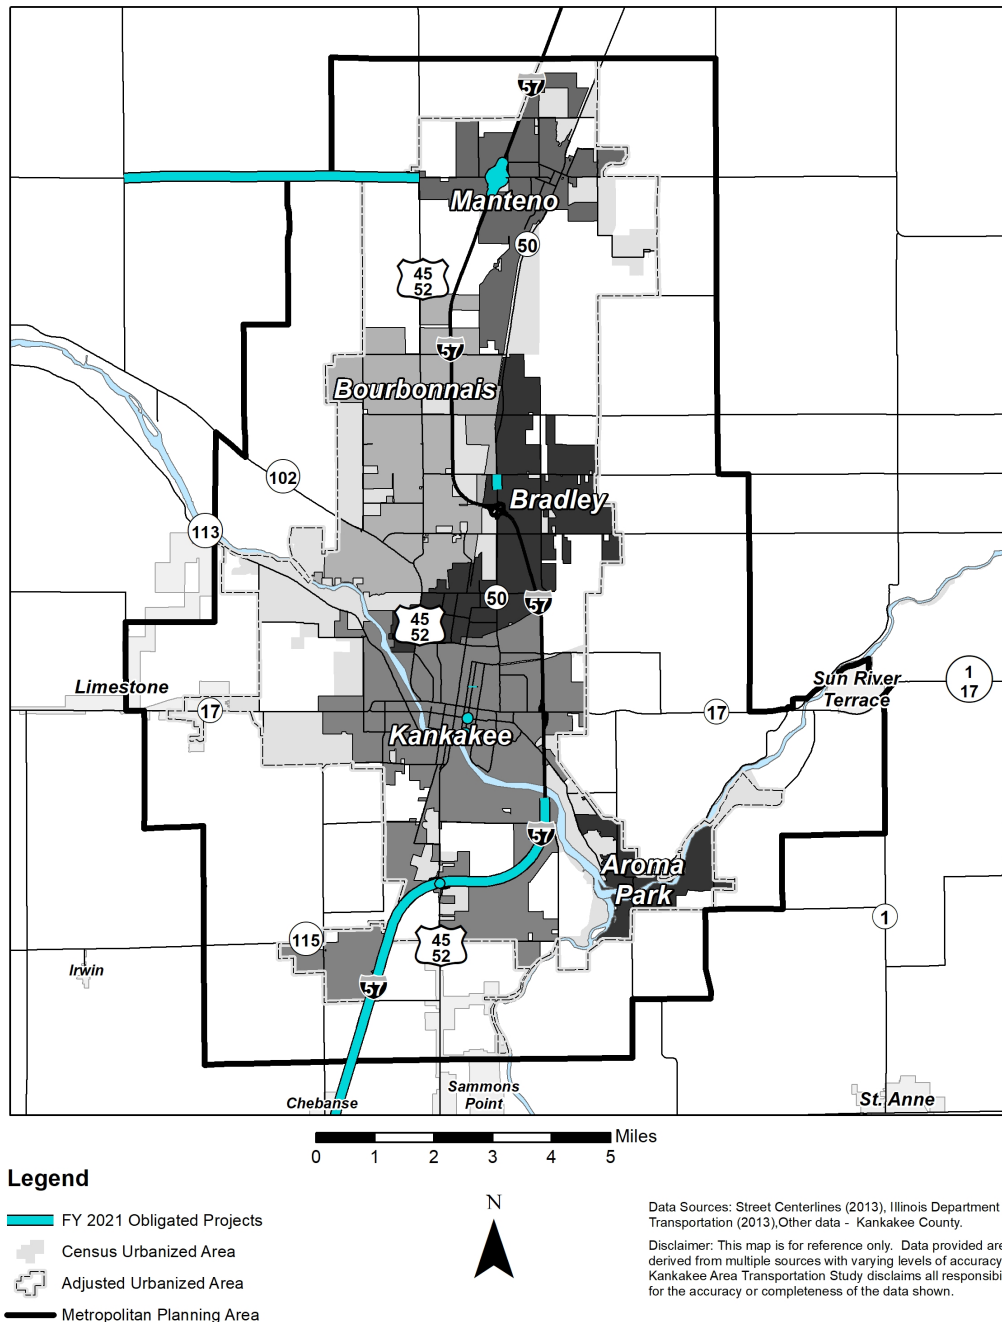 57
Manteno
50
45
52
57
Bourbonnais
102
Bradley
113
50
57
45
52
Sun River
Terrace
1
17
Limestone
17
17
Kankakee
57
Aroma
Park
1
115
45
52
Irwin
57
Chebanse
Sammons
Point
St. Anne
Miles
0 1 2 3 4 5
Legend
FY 2021 Obligated Projects
Census Urbanized Area
Adjusted Urbanized Area
Metropolitan Planning Area
N
Data Sources: Street Centerlines (2013), Illinois Department
Transportation (2013),Other data - Kankakee County.
Disclaimer: This map is for reference only. Data provided are
derived from multiple sources with varying levels of accuracy
Kankakee Area Transportation Study disclaims all responsibi
for the accuracy or completeness of the data shown.